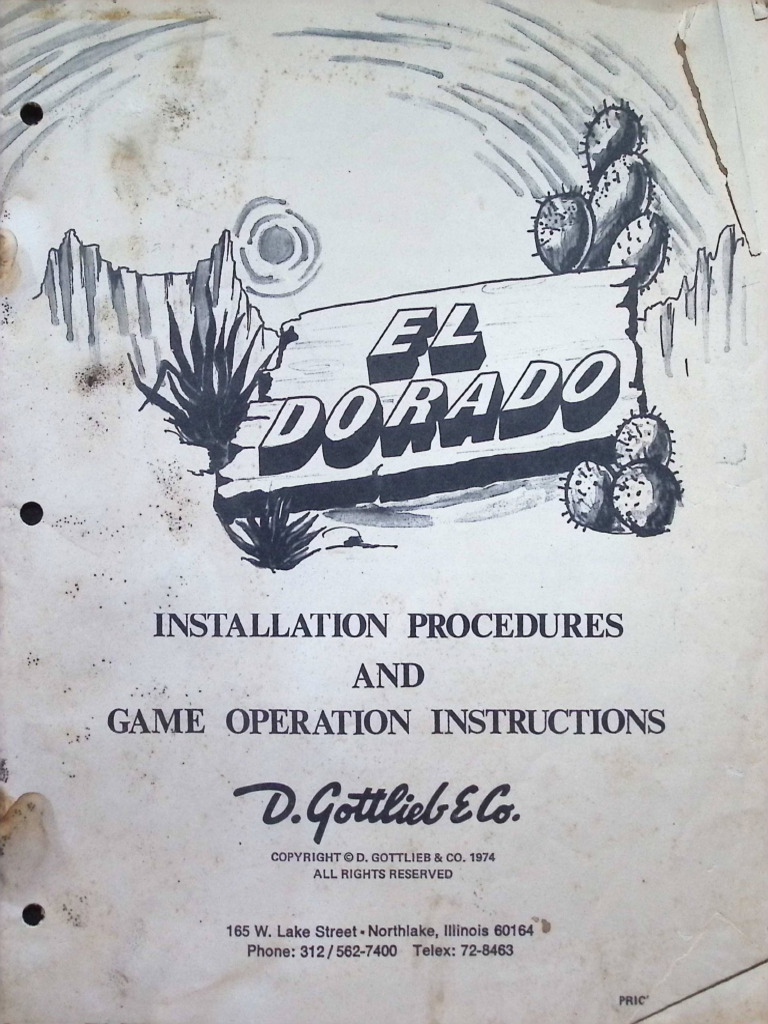 EL
DORADO
INSTALLATION PROCEDURES
AND
GAME OPERATION INSTRUCTIONS
D. Gottlieb & Co.
COPYRIGHT © D. GOTTLIEB & CO. 1974
ALL RIGHTS RESERVED
165 W. Lake Street • Northlake, Illinois 60164
Phone: 312 / 562-7400 Telex: 72-8463